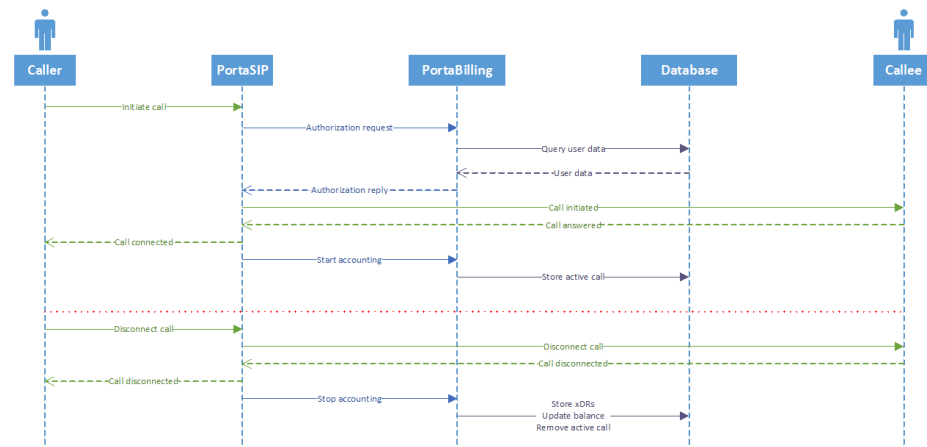 Caller
PortaSIP
PortaBilling
Database
Callee
Initiate call
Authorization request
Query user data
User data
Authorization reply
Call initiated
Call answered
Call connected
Start accounting
Store active call
Disconnect call
Disconnect call
Call disconnected
Call disconnected
Stop accounting
Store xDRs
Update balance
Remove active call